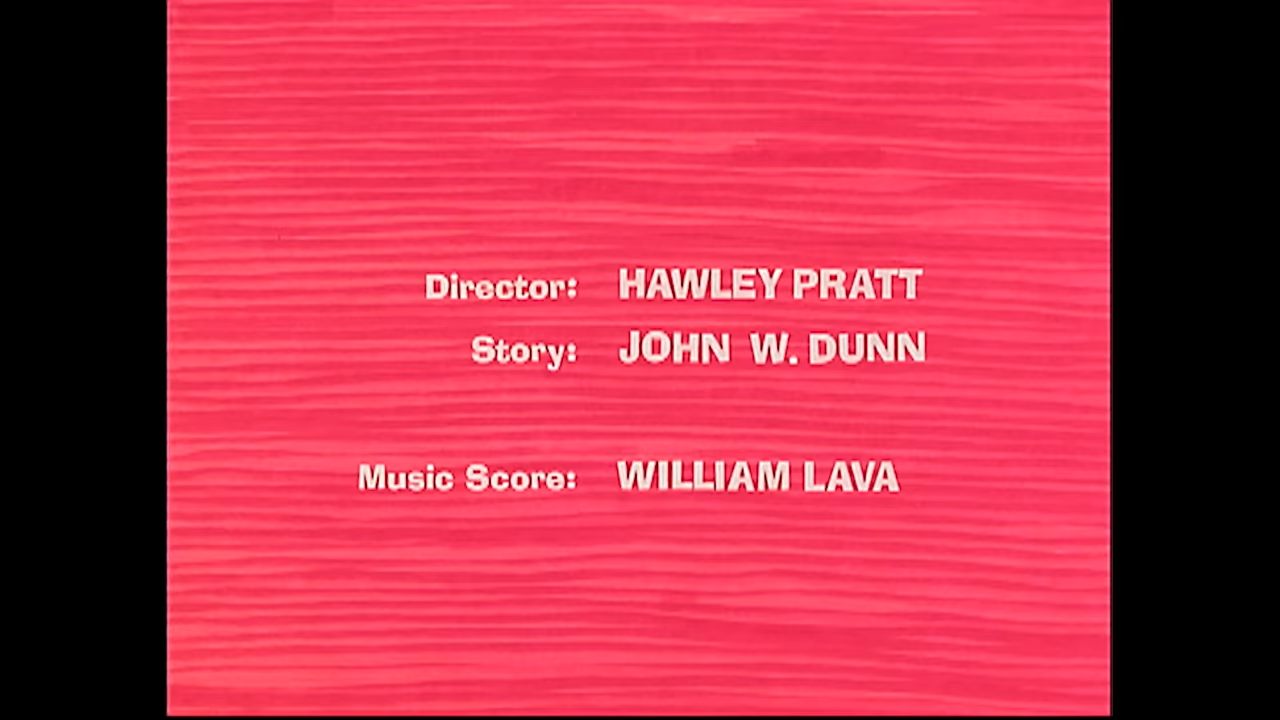 Director: HAWLEY PRATT
Story: JOHN W. DUNN
Music Score: WILLIAM LAVA